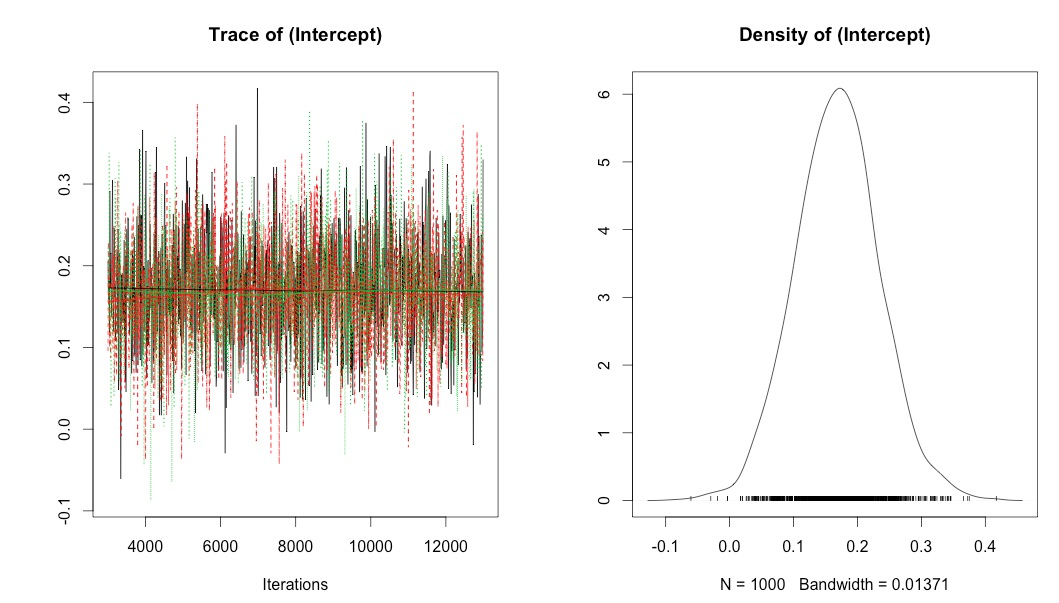 Trace of (Intercept)
0.4
0.3
0.2
0.1
0.0
-0.1
4000 6000 8000 10000 12000
Iterations
Density of (Intercept)
6
5
4
3
2
1
0
-0.1 0.0 0.1 0.2 0.3 0.4
N = 1000 Bandwidth = 0.01371